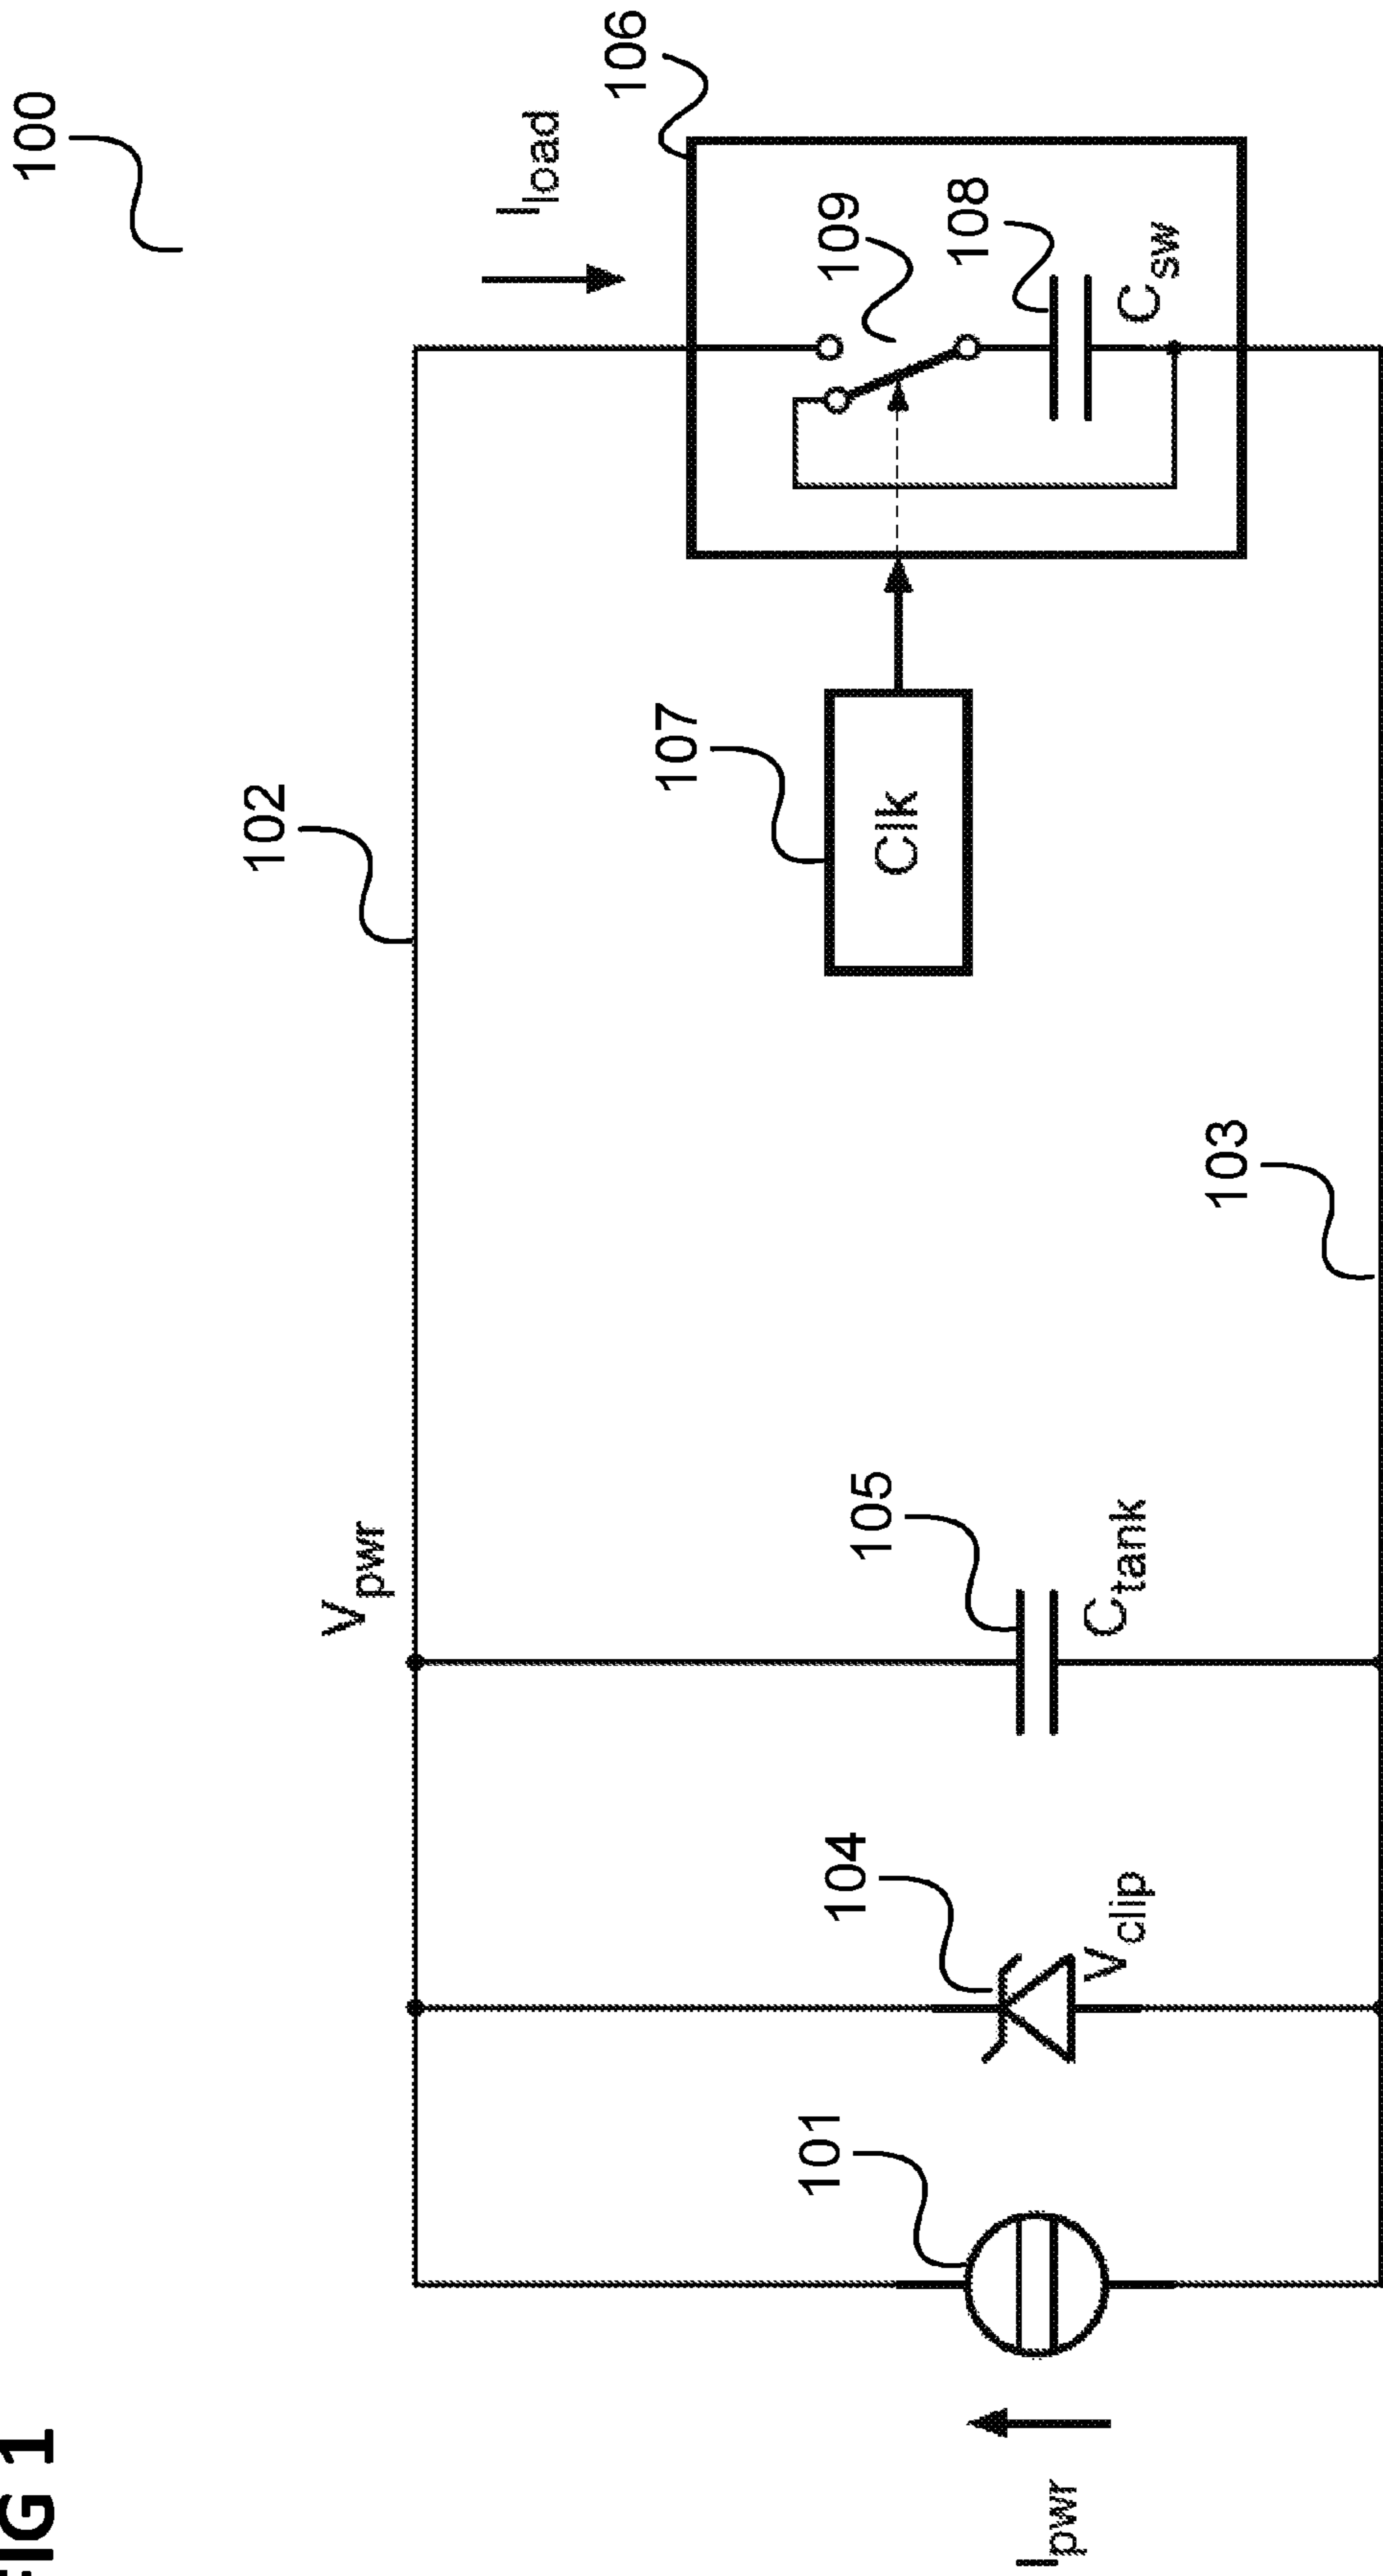 FIG 1
100
102
V_pwr
I_load
106
109
108
C_sw
107
Clk
105
C_tank
104
V_clip
101
I_pwr
103